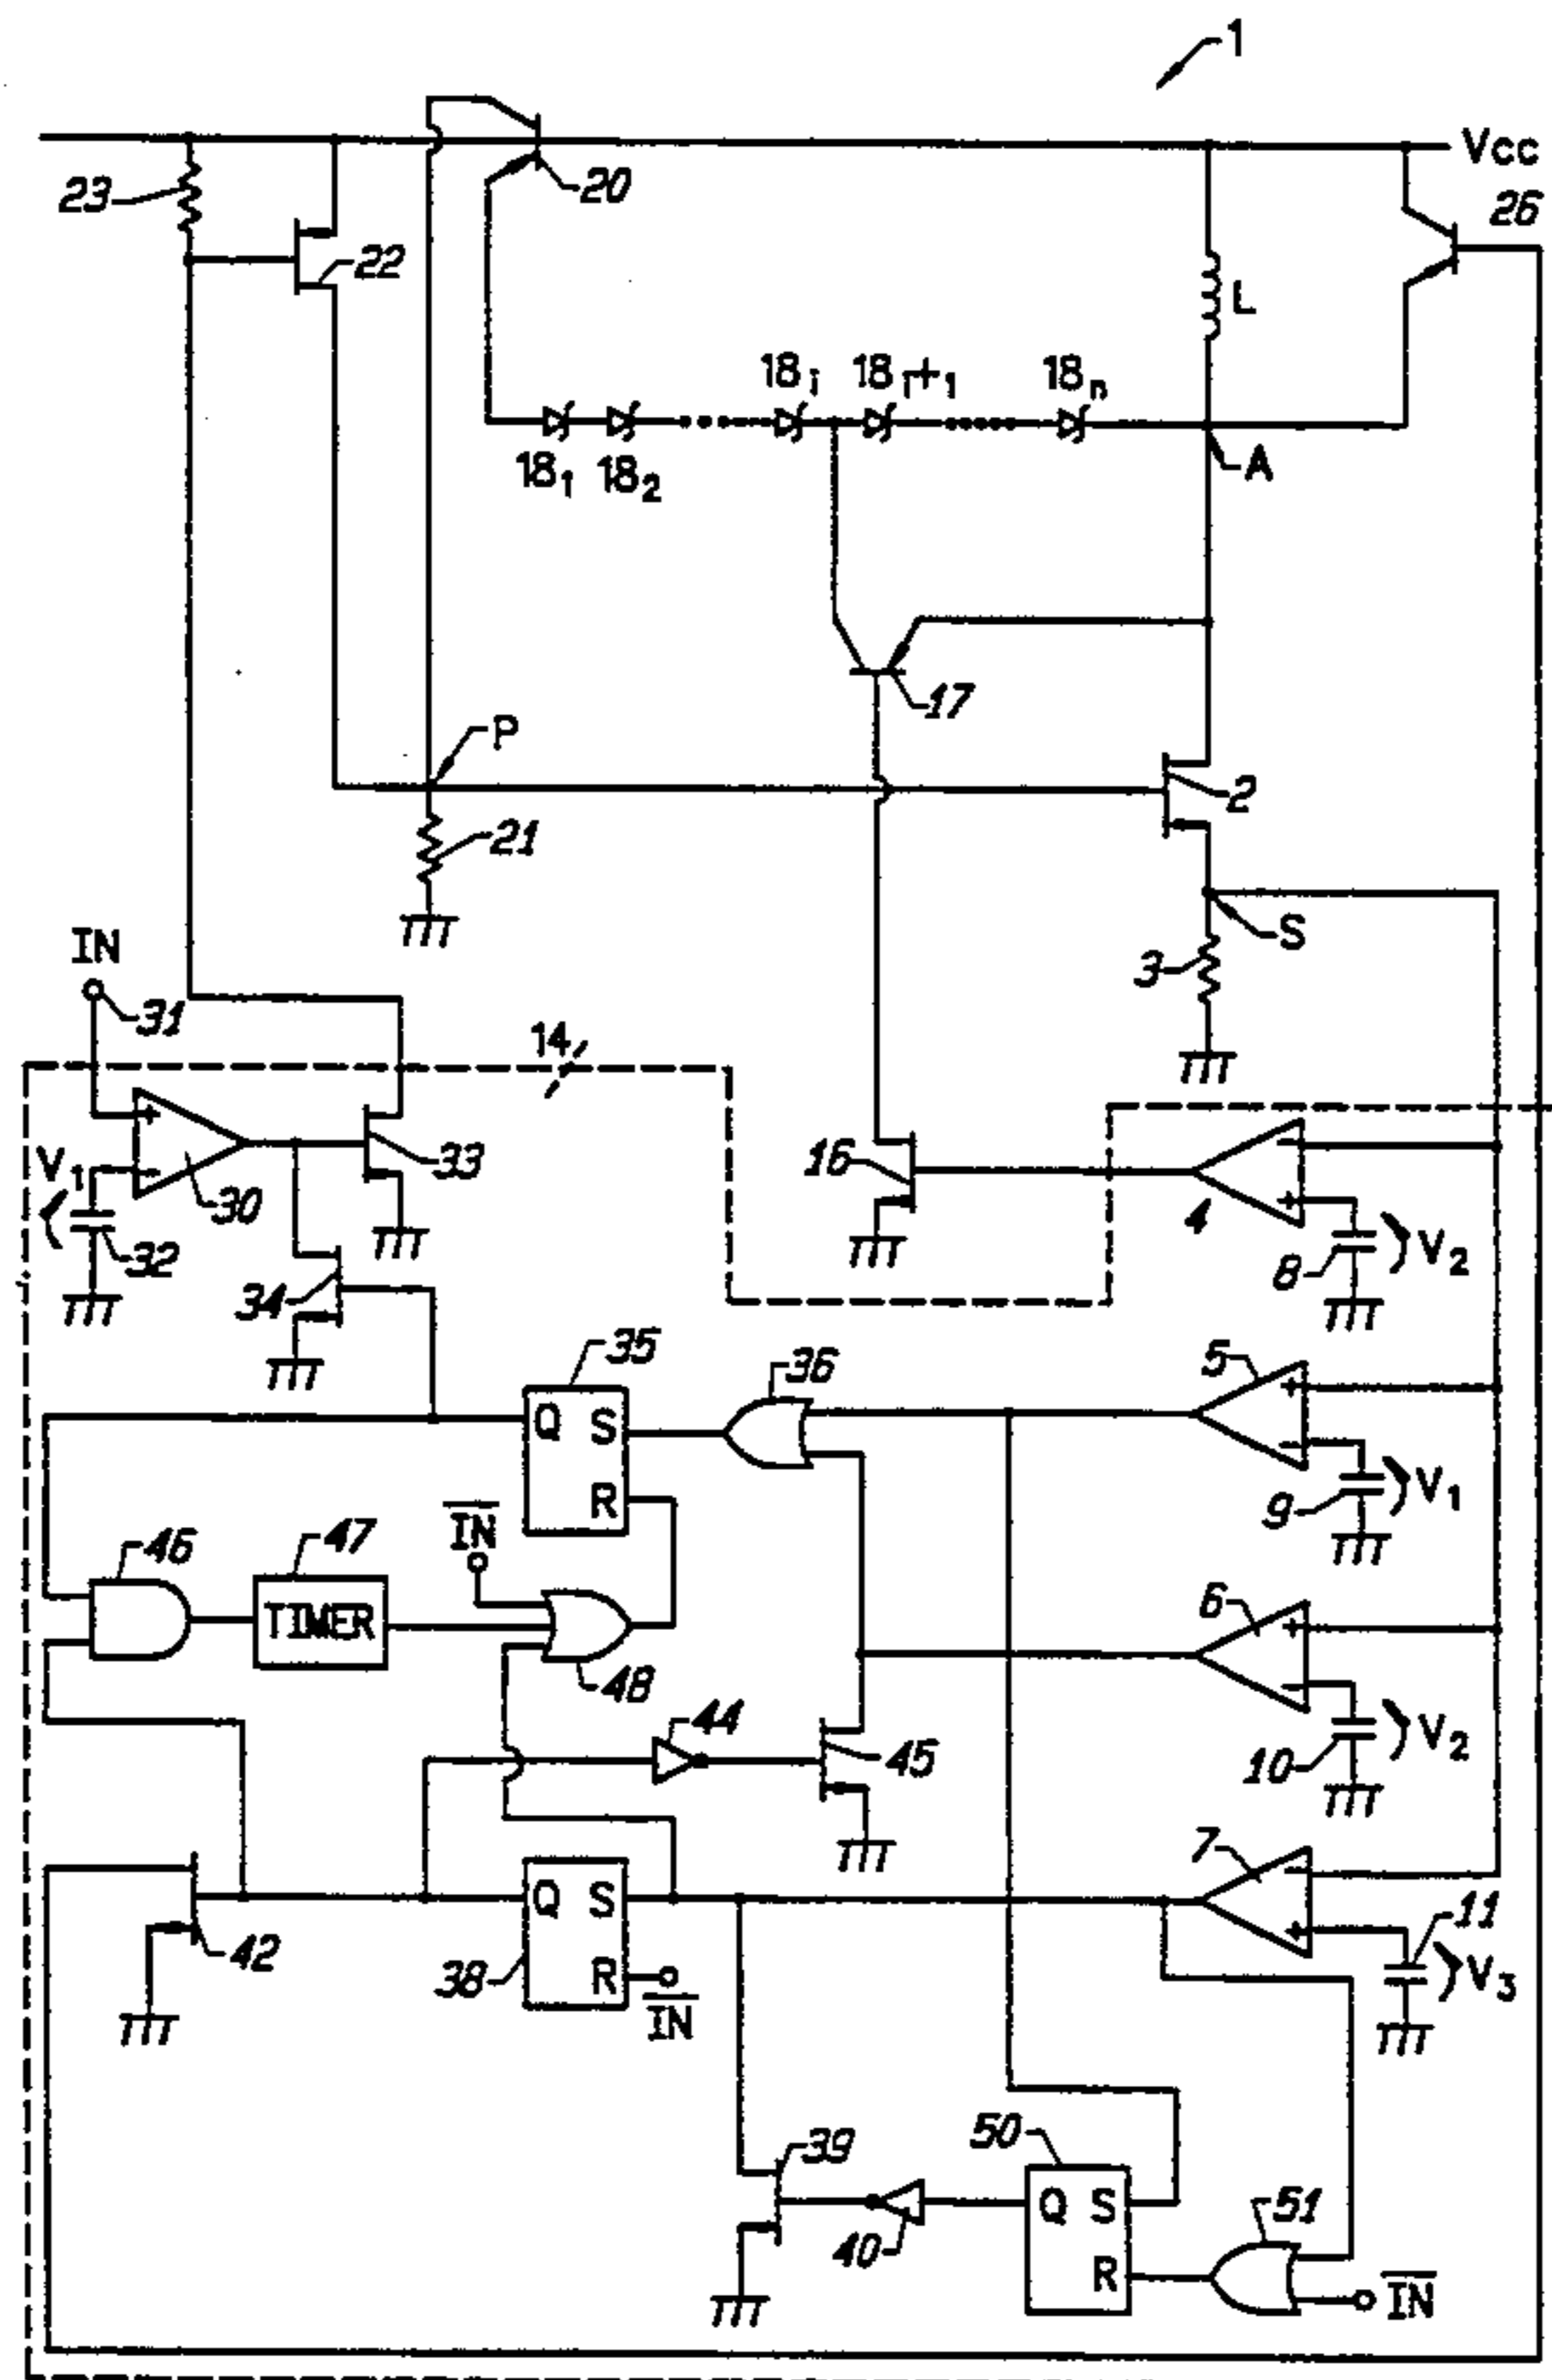 1
Vcc
23
20
26
22
L
18i
18i+1
18n
18₁
18₂
A
17
P
2
21
S
IN
3
31
14
+
-
V₁
30
33
16
-
+
4
32
8
V₂
34
35
36
5
+
-
Q
S
R
9
V₁
IN
46
47
TIMER
6
+
-
48
44
45
10
V₂
7
-
+
Q
S
R
42
38
IN
11
V₃
39
50
Q
S
R
51
40
IN